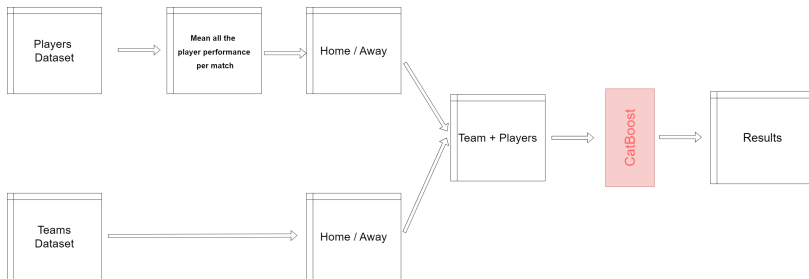 Players
Dataset
Mean all the
player performance
per match
Home / Away
Team + Players
CatBoost
Results
Teams
Dataset
Home / Away